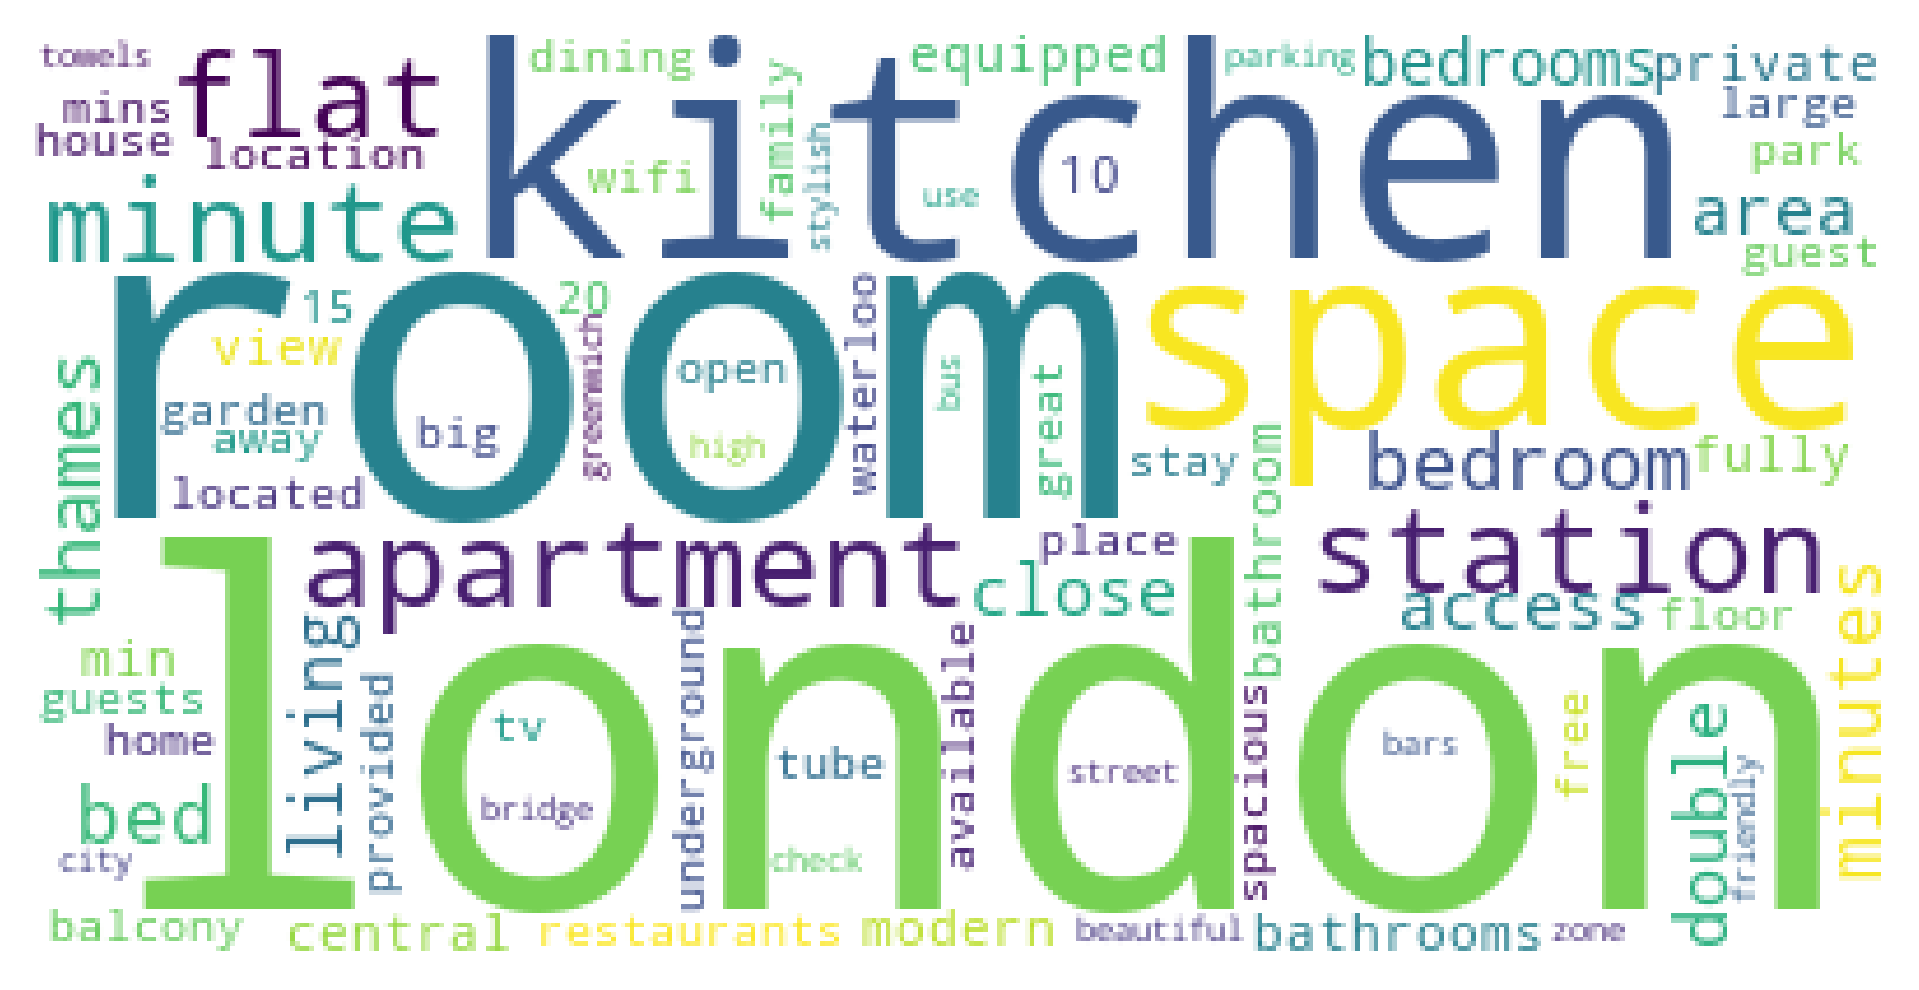 towels
flat
kitchen
dining
equipped
parking
bedrooms
private
mins
house
location
wifi
family
stylish
use
10
large
park
minute
area
guest
room
space
15
20
view
greenwich
open
waterloo
bus
great
thames
garden
away
big
high
located
stay
bathroom
bedroom
fully
apartment
place
close
station
access
floor
london
living
min
guests
home
provided
tv
underground
tube
available
street
spacious
bars
free
double
minutes
bed
city
bridge
check
friendly
balcony
central
restaurants
modern
beautiful
bathrooms
zone